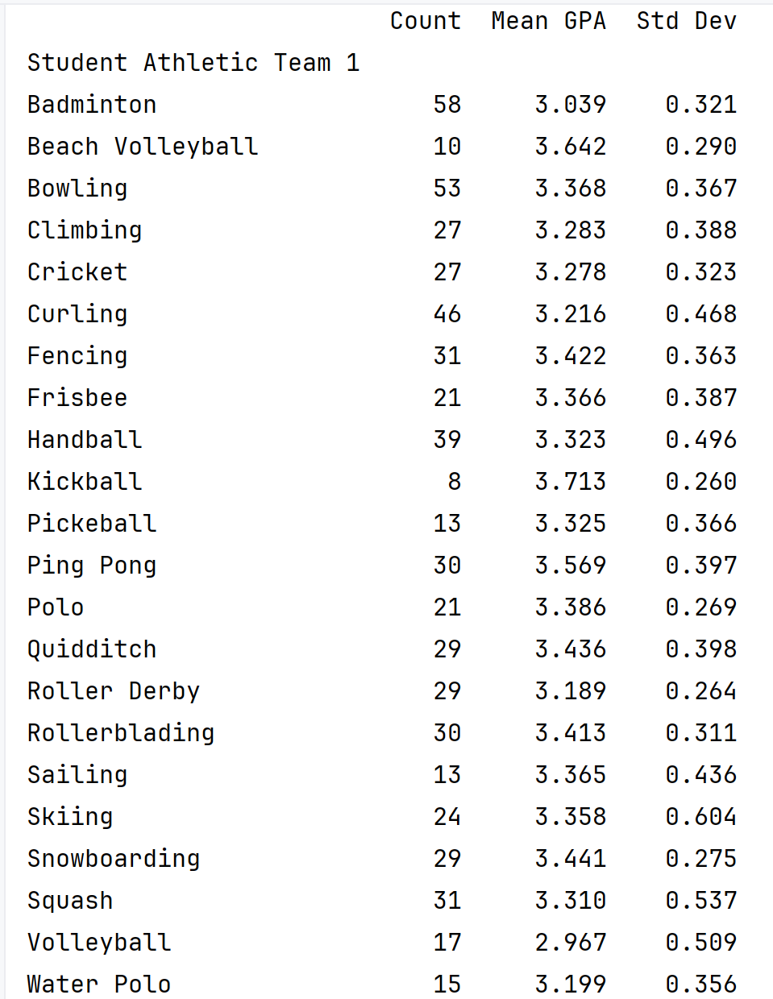 Count  Mean GPA  Std Dev
Student Athletic Team 1
Badminton 58 3.039 0.321
Beach Volleyball 10 3.642 0.290
Bowling 53 3.368 0.367
Climbing 27 3.283 0.388
Cricket 27 3.278 0.323
Curling 46 3.216 0.468
Fencing 31 3.422 0.363
Frisbee 21 3.366 0.387
Handball 39 3.323 0.496
Kickball 8 3.713 0.260
Pickeball 13 3.325 0.366
Ping Pong 30 3.569 0.397
Polo 21 3.386 0.269
Quidditch 29 3.436 0.398
Roller Derby 29 3.189 0.264
Rollerblading 30 3.413 0.311
Sailing 13 3.365 0.436
Skiing 24 3.358 0.604
Snowboarding 29 3.441 0.275
Squash 31 3.310 0.537
Volleyball 17 2.967 0.509
Water Polo 15 3.199 0.356